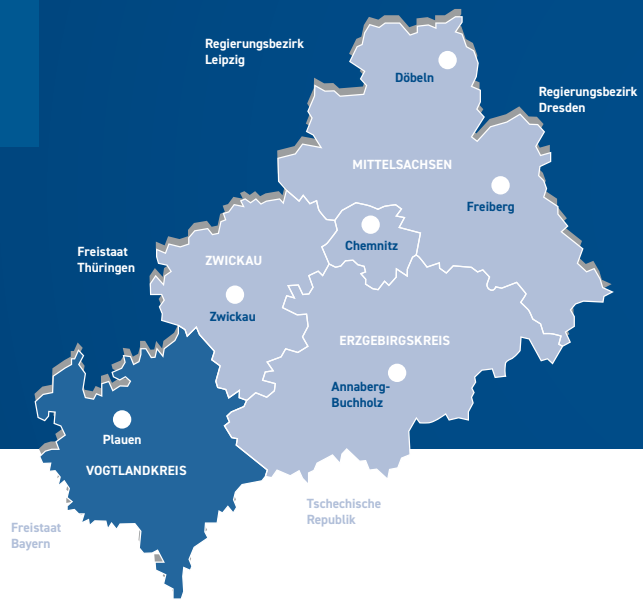 Regierungsbezirk
Leipzig
Döbeln
Regierungsbezirk
Dresden
MITTELSACHSEN
Freiberg
Chemnitz
Freistaat
Thüringen
ZWICKAU
Zwickau
ERZGEBIRGSKREIS
Annaberg-
Buchholz
Plauen
VOGTLANDKREIS
Tschechische
Republik
Freistaat
Bayern